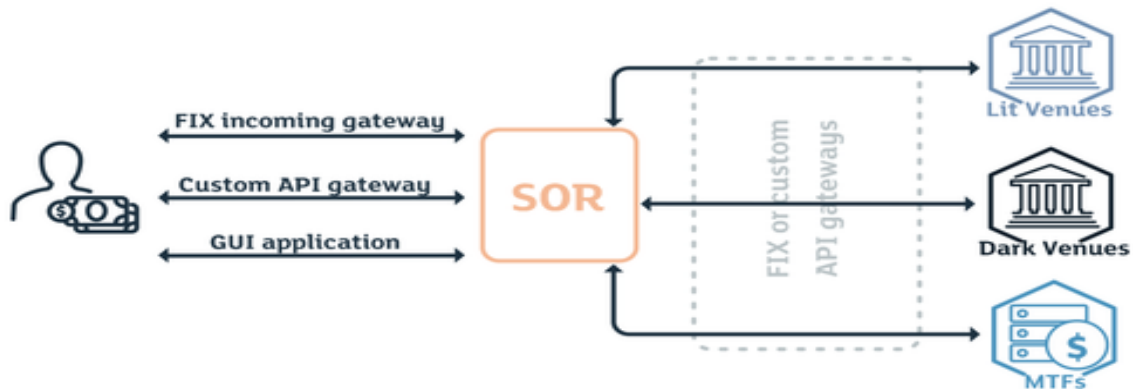 FIX incoming gateway
Custom API gateway
GUI application
$
SOR
FIX or custom
API gateways
Lit Venues
Dark Venues
$
MTFs